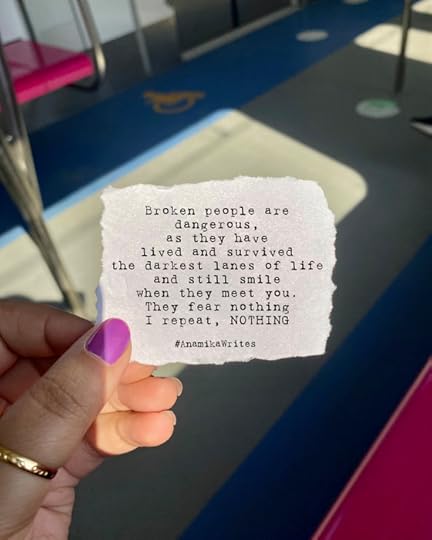 Broken people are
dangerous,
as they have
lived and survived
the darkest lanes of life
and still smile
when they meet you.
They fear nothing
I repeat, NOTHING
#AnamikaWrites